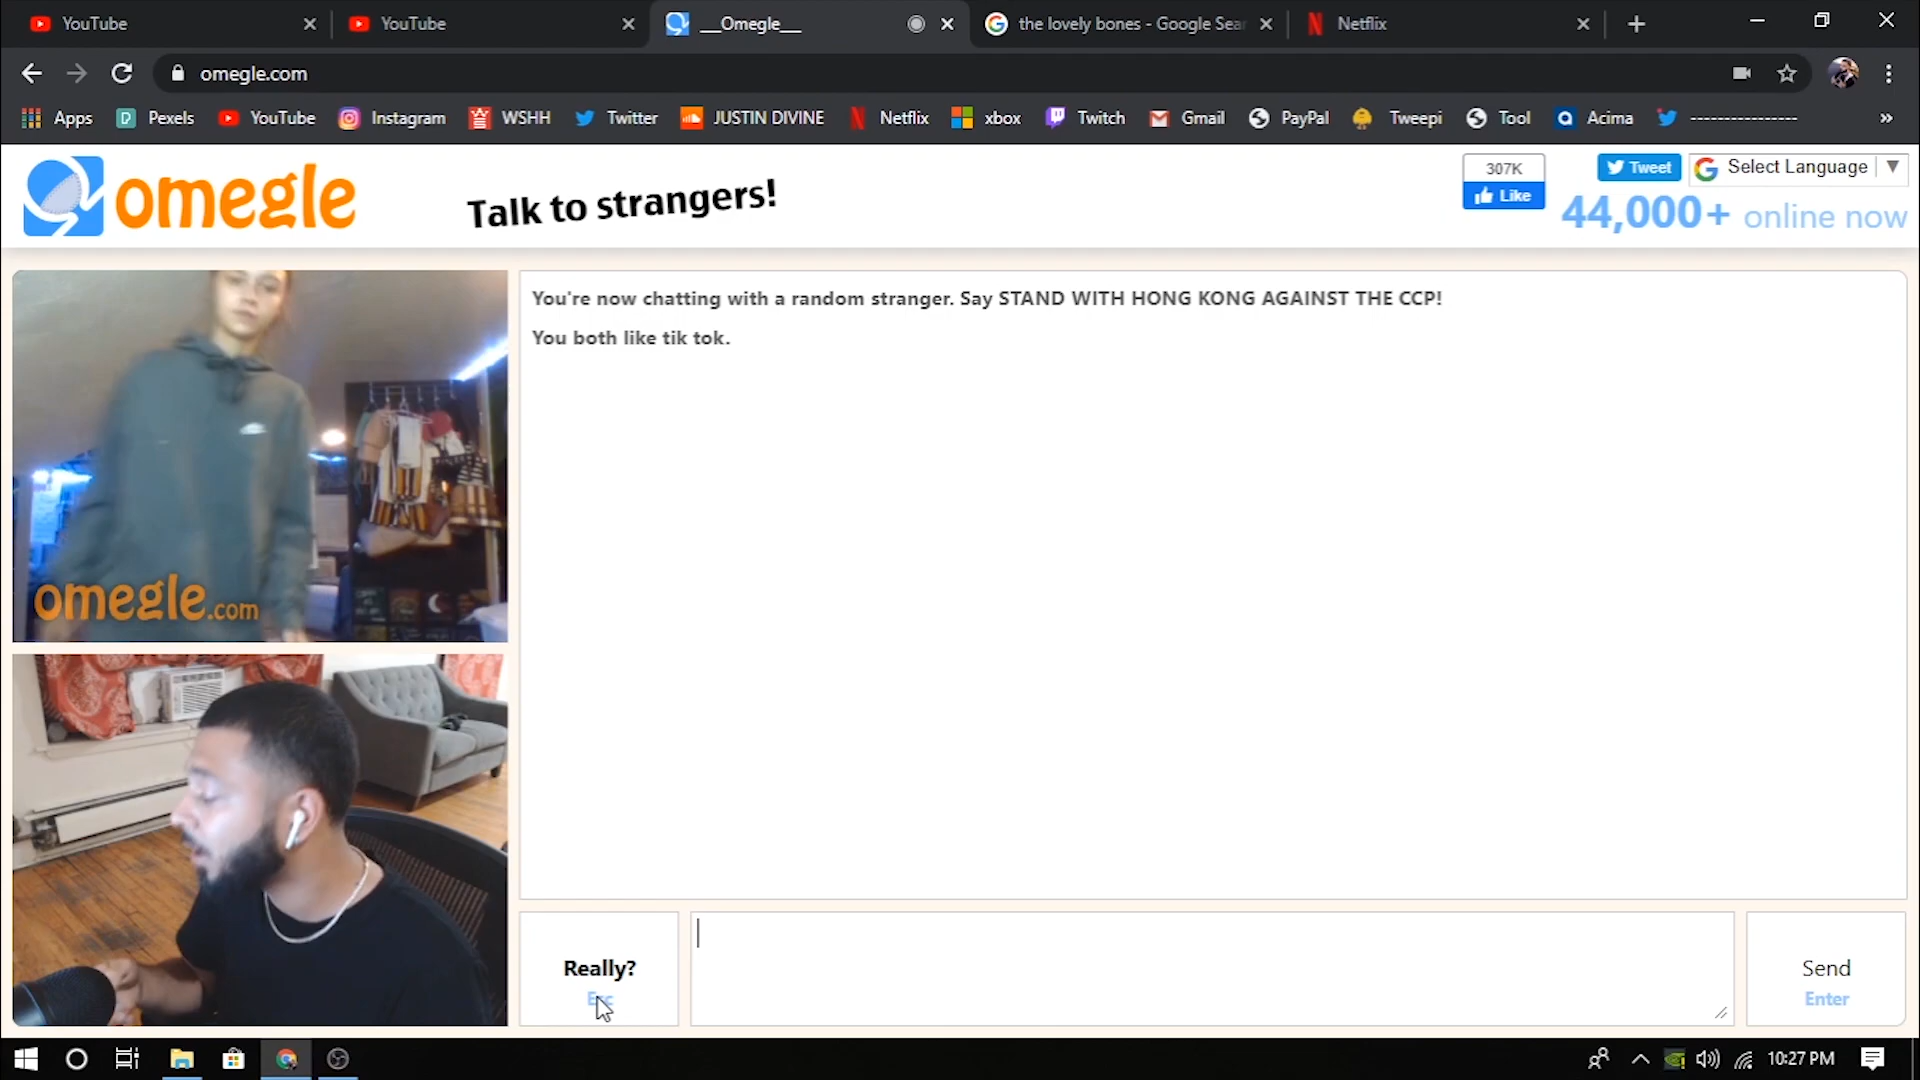 YouTube
YouTube
__Omegle__
the lovely bones - Google Sear
Netflix
omegle.com
Apps
Pexels
YouTube
Instagram
WSHH
Twitter
JUSTIN DIVINE
Netflix
xbox
Twitch
Gmail
PayPal
Tweepi
Tool
Acima
----------------
»
omegle
Talk to strangers!
307K
Like
Tweet
Select Language
44,000+ online now
You're now chatting with a random stranger. Say STAND WITH HONG KONG AGAINST THE CCP!
You both like tik tok.
omegle.com
Really?
Esc
Send
Enter
10:27 PM